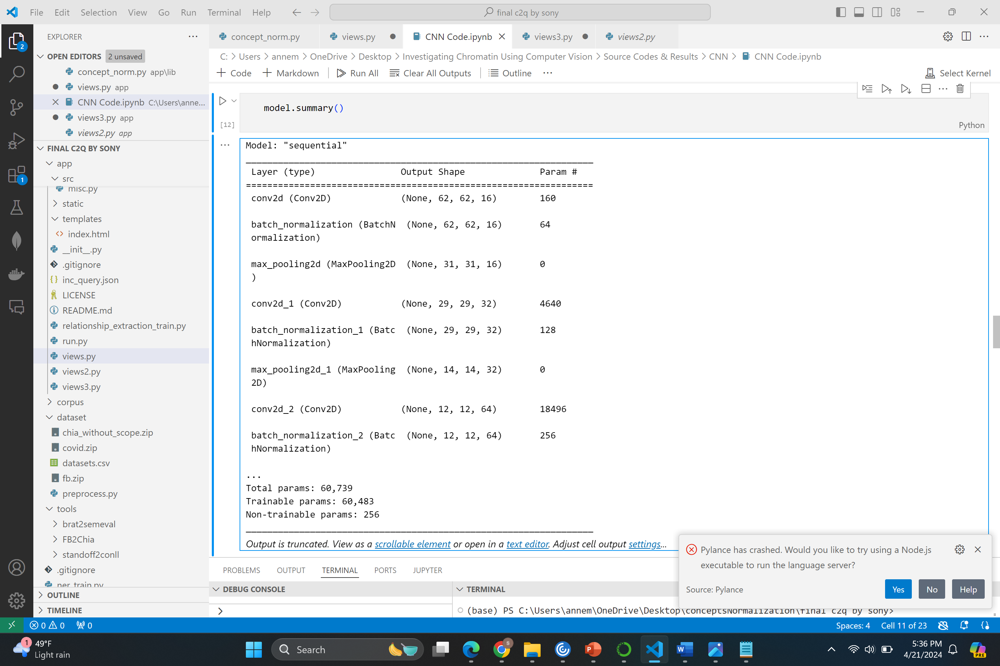 File Edit Selection View Go Run Terminal Help
final c2q by sony
EXPLORER
OPEN EDITORS 2 unsaved
concept_norm.py app\lib
views.py app
CNN Code.ipynb C:\Users\anne...
views3.py app
views2.py app
FINAL C2Q BY SONY
app
src
misc.py
static
templates
index.html
__init__.py
.gitignore
inc_query.json
LICENSE
README.md
relationship_extraction_train.py
run.py
views.py
views2.py
views3.py
corpus
dataset
chia_without_scope.zip
covid.zip
datasets.csv
fb.zip
preprocess.py
tools
brat2semeval
FB2Chia
standoff2conll
.gitignore
ner_train.py
OUTLINE
TIMELINE
2
1
concept_norm.py views.py CNN Code.ipynb views3.py views2.py
C: > Users > annem > OneDrive > Desktop > Investigating Chromatin Using Computer Vision > Source Codes & Results > CNN > CNN Code.ipynb
+ Code + Markdown Run All Clear All Outputs Outline ... Select Kernel
model.summary()
[12]
Python
Model: "sequential"
_________________________________________________________________
Layer (type) Output Shape Param #
=================================================================
conv2d (Conv2D) (None, 62, 62, 16) 160
batch_normalization (BatchN (None, 62, 62, 16) 64
ormalization)
max_pooling2d (MaxPooling2D (None, 31, 31, 16) 0
)
conv2d_1 (Conv2D) (None, 29, 29, 32) 4640
batch_normalization_1 (Batc (None, 29, 29, 32) 128
hNormalization)
max_pooling2d_1 (MaxPooling (None, 14, 14, 32) 0
2D)
conv2d_2 (Conv2D) (None, 12, 12, 64) 18496
batch_normalization_2 (Batc (None, 12, 12, 64) 256
hNormalization)
...
Total params: 60,739
Trainable params: 60,483
Non-trainable params: 256
_________________________________________________________________
Output is truncated. View as a scrollable element or open in a text editor. Adjust cell output settings...
PROBLEMS OUTPUT TERMINAL PORTS JUPYTER
DEBUG CONSOLE
>
TERMINAL
(base) PS C:\Users\annem\OneDrive\Desktop\conceptsNormalization\final c2q by sony>
Pylance has crashed. Would you like to try using a Node.js
executable to run the language server?
Source: Pylance
Yes No Help
0 0 0
Spaces: 4 Cell 11 of 23
1
49°F
Light rain
Search
S
P
W
5:36 PM
4/21/2024
PRE